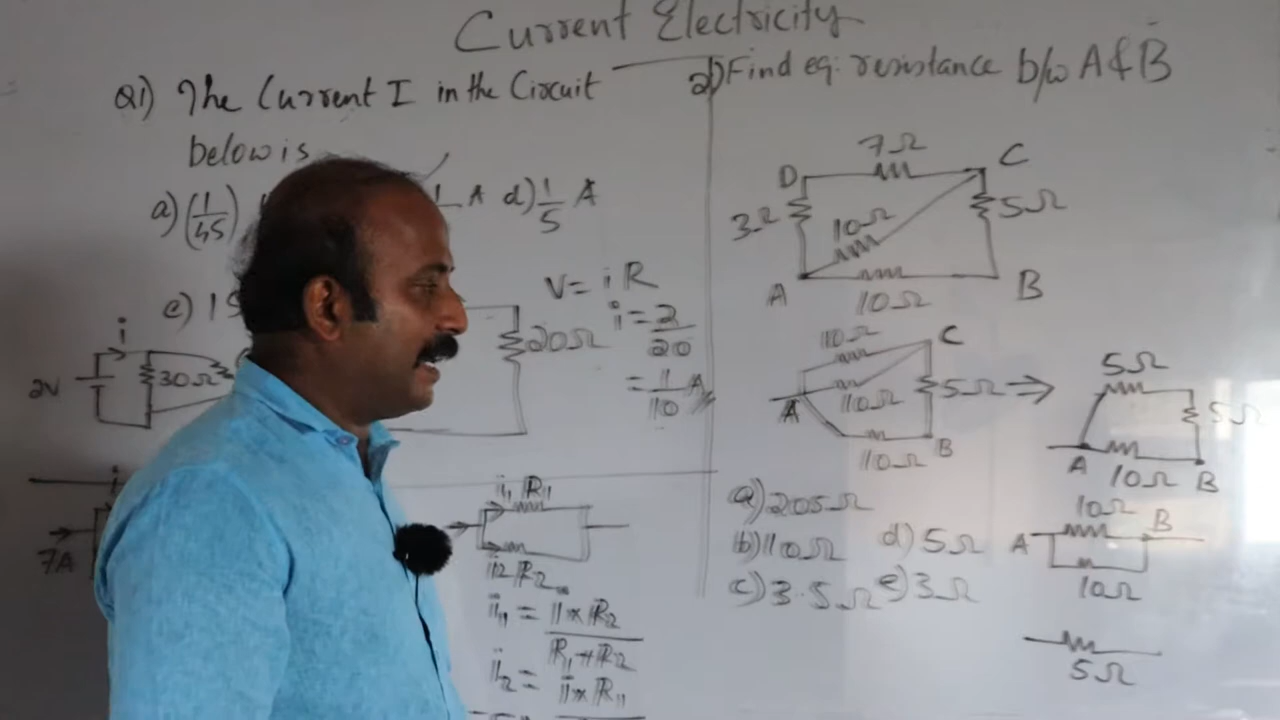 Current Electricity
Q1) The Current I in the Circuit
below is
a) (1/45)
A d) 1/5 A
e)
i
2V
30Ω
20Ω
V = iR
i = 2/20
= 1/10 A
i
7A
i1 R1
i2 R2
i1 = i×R2
R1+R2
i2 = i×R1
2) Find eq. resistance b/w A & B
D
7Ω
C
3Ω
10Ω
5Ω
A
10Ω
B
10Ω
C
10Ω
5Ω ⇒
A
10Ω
B
5Ω
5Ω
A
10Ω
B
a) 205Ω
b) 10Ω
d) 5Ω
c) 3.5Ω
e) 3Ω
10Ω
A
B
10Ω
5Ω